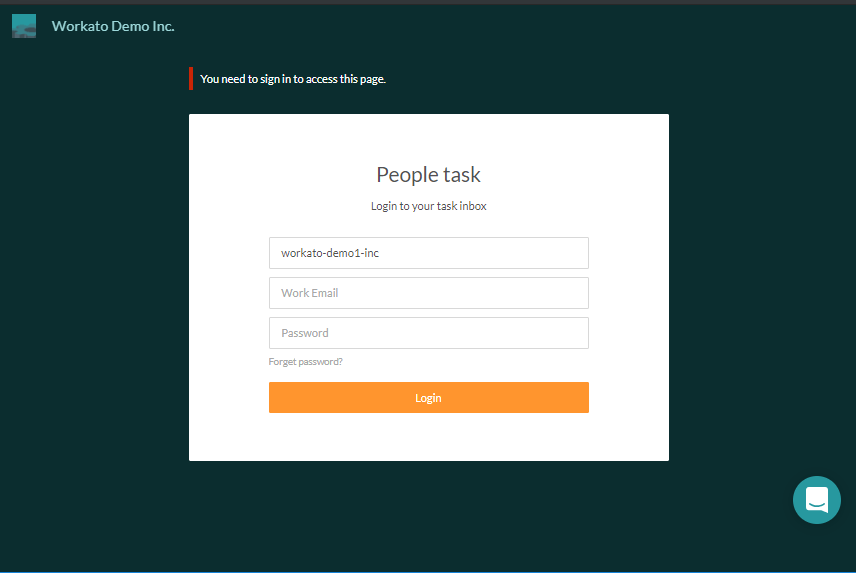 Workato Demo Inc.
You need to sign in to access this page.
People task
Login to your task inbox
workato-demo1-inc
Work Email
Password
Forget password?
Login